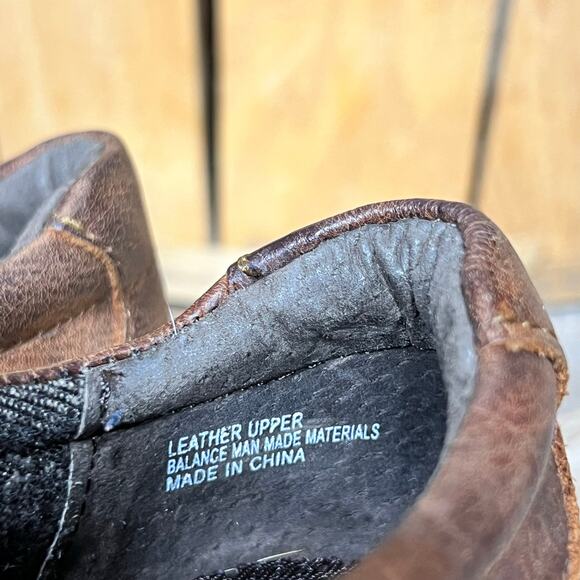 LEATHER UPPER
BALANCE MAN MADE MATERIALS
MADE IN CHINA